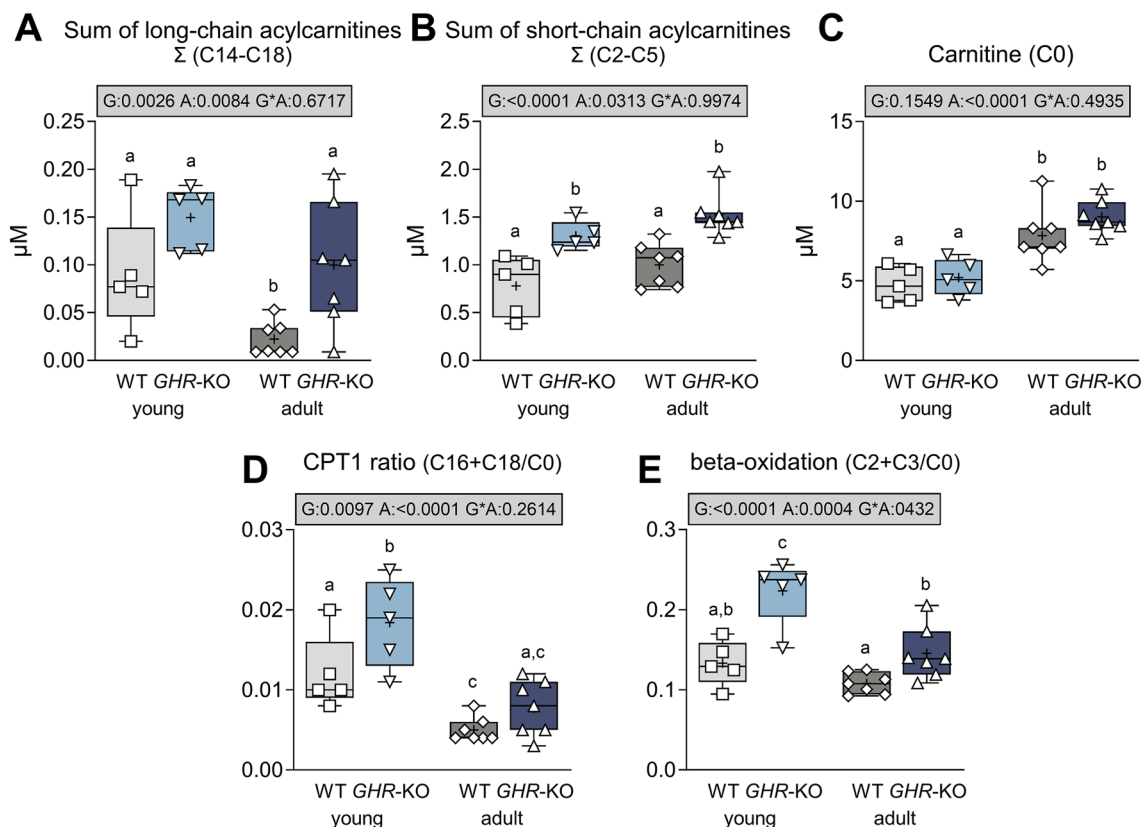 A Sum of long-chain acylcarnitines
Σ (C14-C18)
G:0.0026 A:0.0084 G*A:0.6717
0.25
0.20
0.15
0.10
0.05
0.00
µM
a
a
b
a
WT GHR-KO WT GHR-KO
young adult
B Sum of short-chain acylcarnitines
Σ (C2-C5)
G:<0.0001 A:0.0313 G*A:0.9974
2.5
2.0
1.5
1.0
0.5
0.0
µM
a
b
a
b
WT GHR-KO WT GHR-KO
young adult
C
Carnitine (C0)
G:0.1549 A:<0.0001 G*A:0.4935
15
10
5
0
µM
a
a
b
b
WT GHR-KO WT GHR-KO
young adult
D CPT1 ratio (C16+C18/C0)
G:0.0097 A:<0.0001 G*A:0.2614
0.03
0.02
0.01
0.00
a
b
c
a,c
WT GHR-KO WT GHR-KO
young adult
E beta-oxidation (C2+C3/C0)
G:<0.0001 A:0.0004 G*A:0432
0.3
0.2
0.1
0.0
a,b
c
a
b
WT GHR-KO WT GHR-KO
young adult